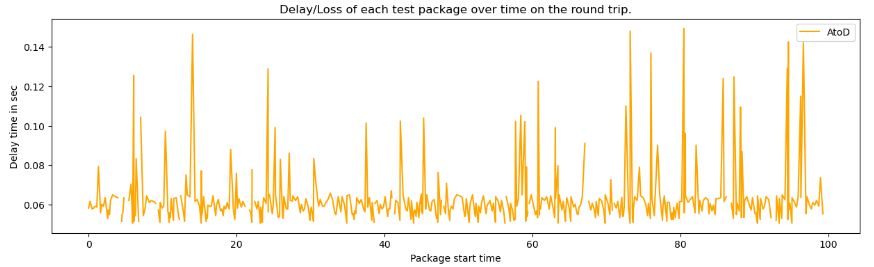 Delay/Loss of each test package over time on the round trip.
AtoD
Delay time in sec
0.14
0.12
0.10
0.08
0.06
0 20 40 60 80 100
Package start time